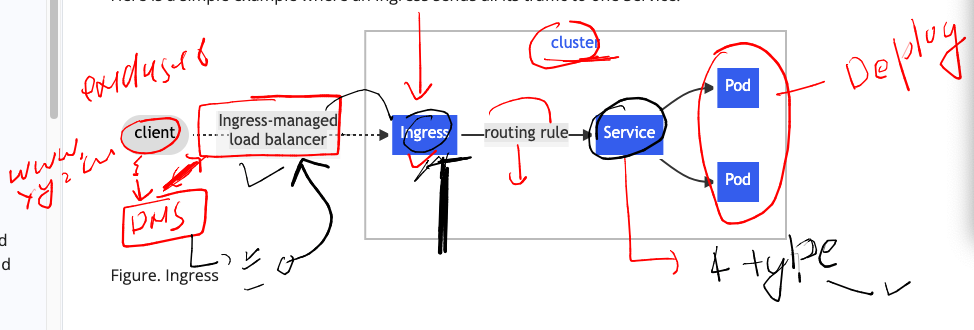 Here is a simple example where an Ingress sends all its traffic to one Service:
cluster
enduser
Deploy
Pod
client
Ingress-managed
load balancer
Ingress
routing rule
Service
www.
xyz.com
DMS
Pod
d
d
4 type
Figure. Ingress